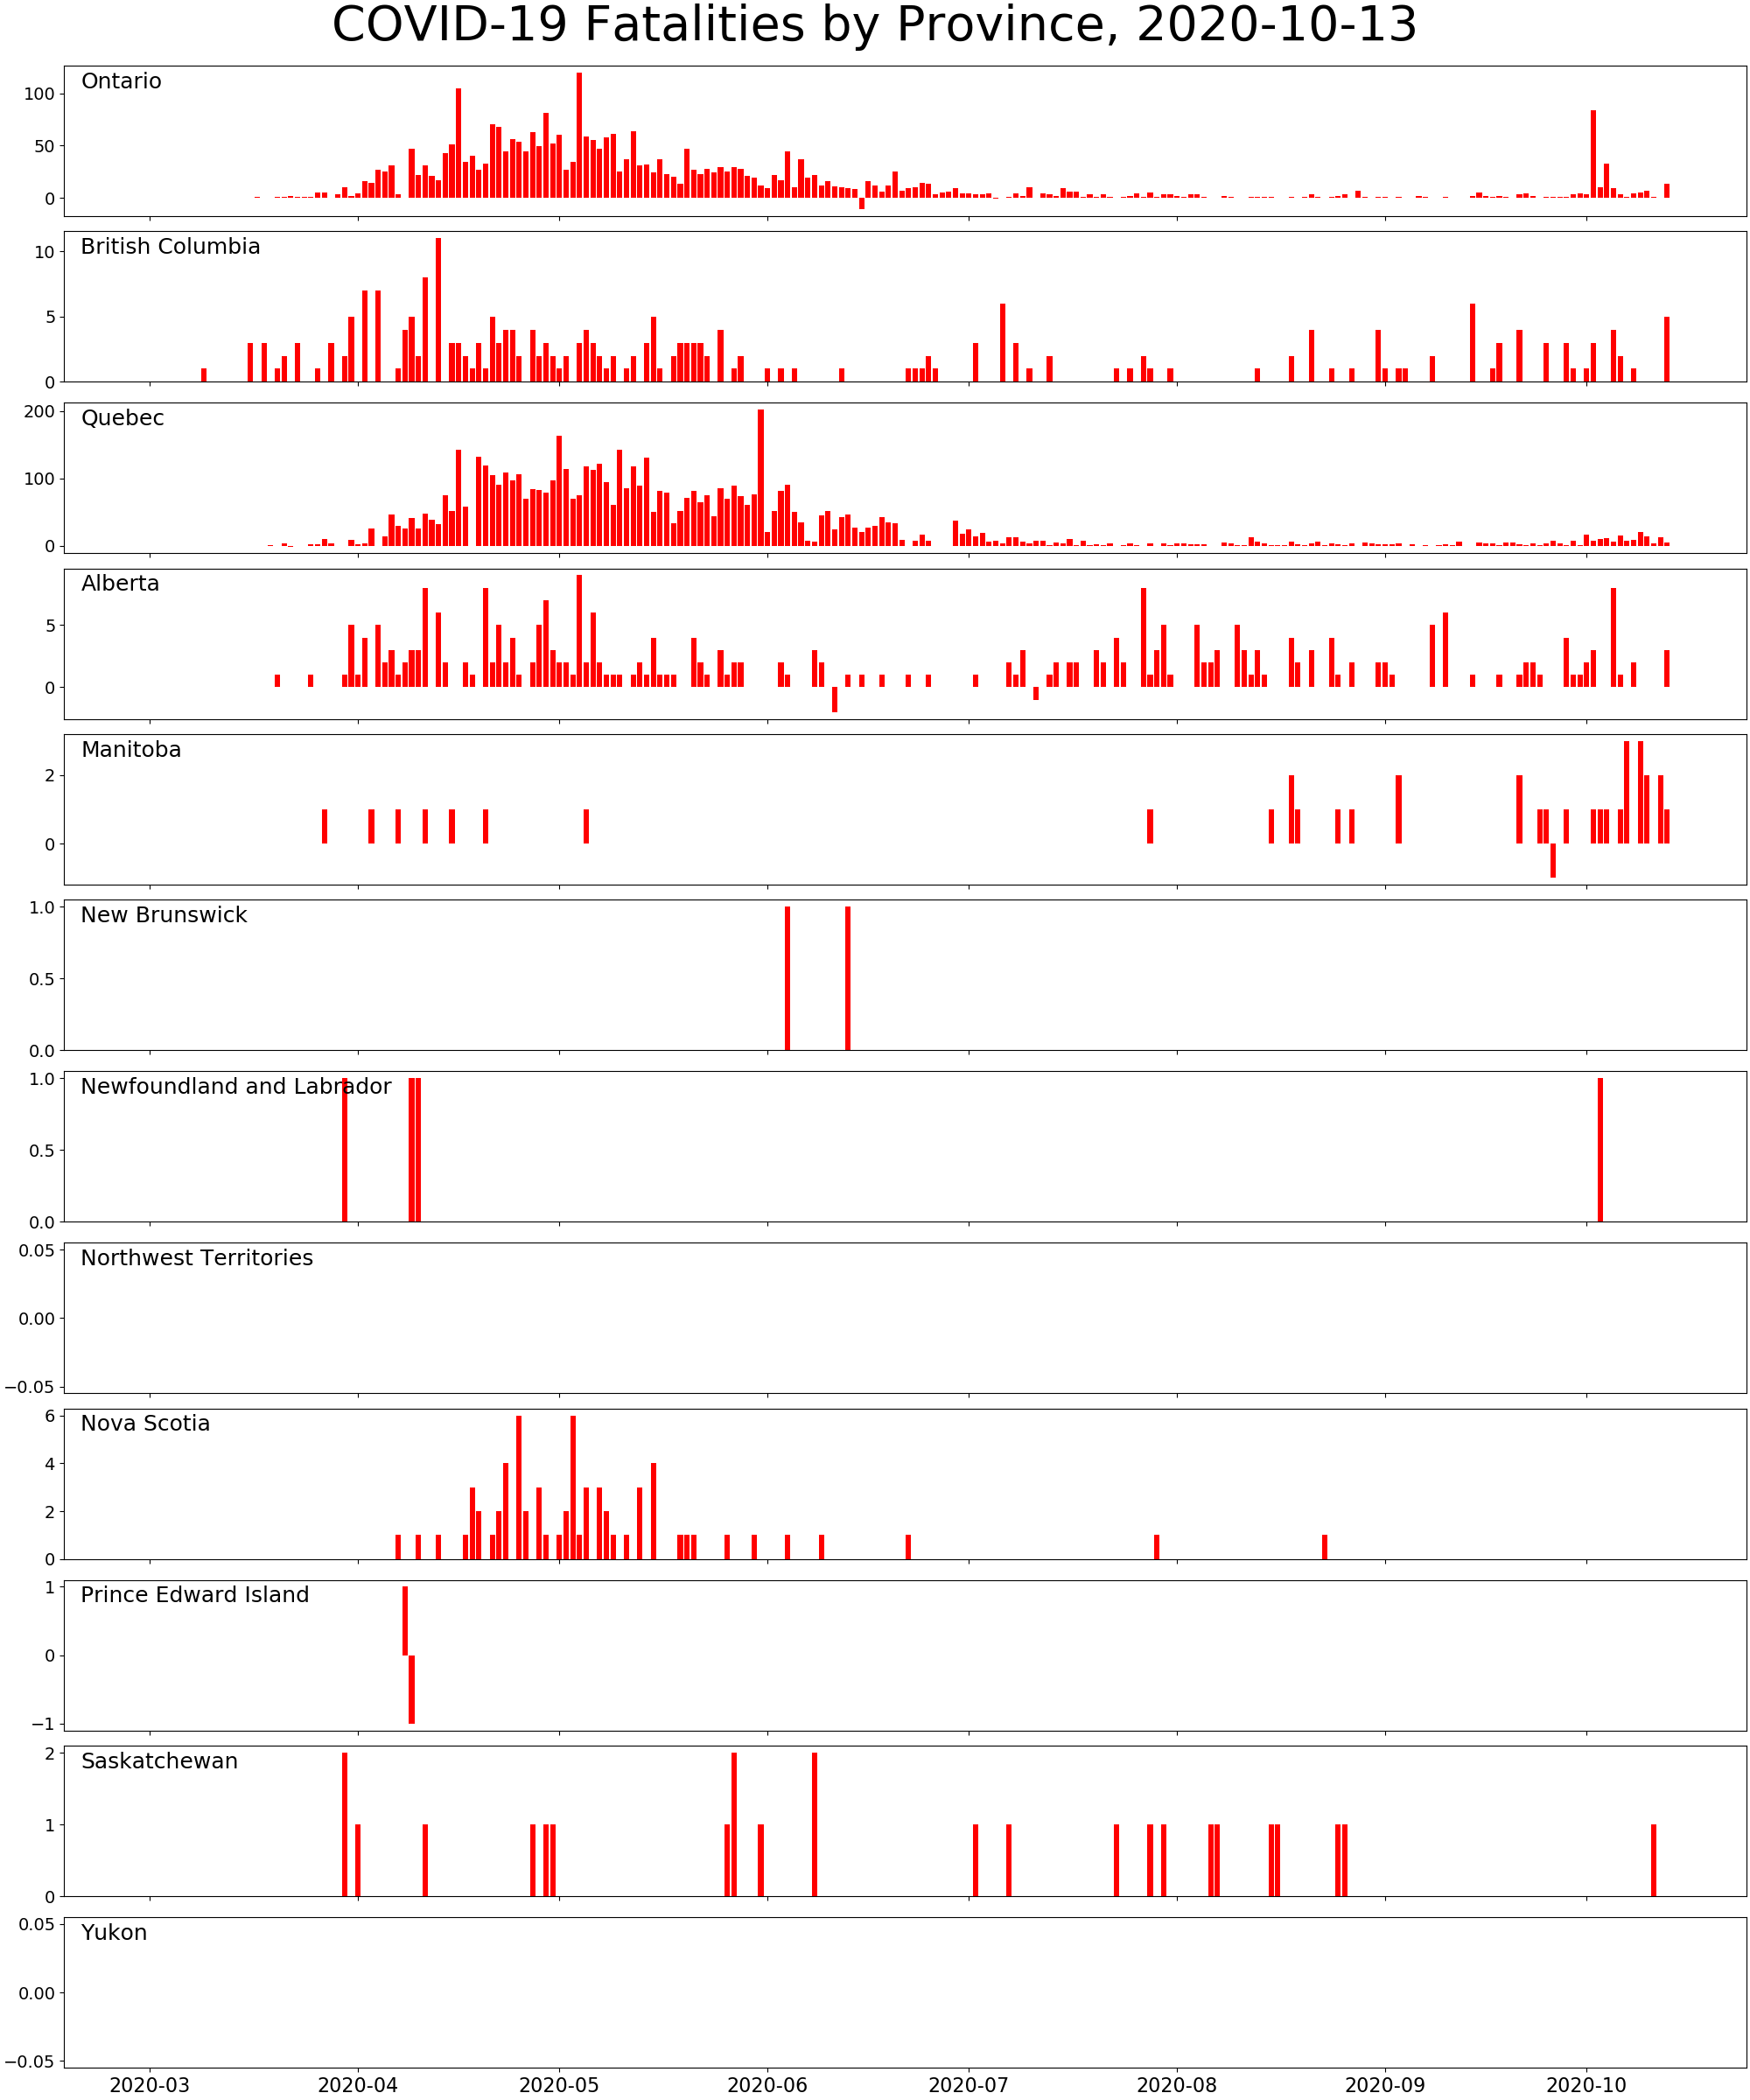 COVID-19 Fatalities by Province, 2020-10-13
Ontario
100
50
0
British Columbia
10
5
0
Quebec
200
100
0
Alberta
5
0
Manitoba
2
0
New Brunswick
1.0
0.5
0.0
Newfoundland and Labrador
1.0
0.5
0.0
Northwest Territories
0.05
0.00
−0.05
Nova Scotia
6
4
2
0
Prince Edward Island
1
0
−1
Saskatchewan
2
1
0
Yukon
0.05
0.00
−0.05
2020-03 2020-04 2020-05 2020-06 2020-07 2020-08 2020-09 2020-10